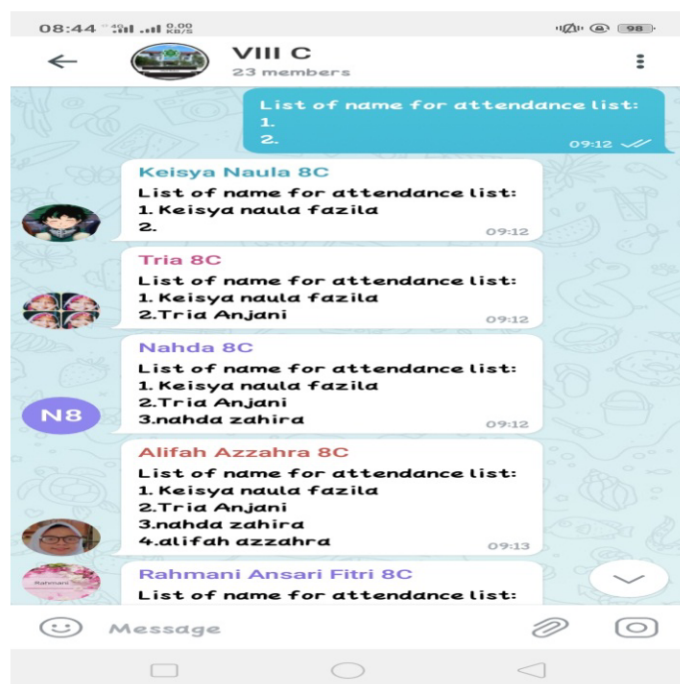 08:44
4G
0.00
KB/S
98
VIII C
23 members
List of name for attendance list:
1.
2.
09:12
Keisya Naula 8C
List of name for attendance list:
1. Keisya naula fazila
2.
09:12
Tria 8C
List of name for attendance list:
1. Keisya naula fazila
2.Tria Anjani
09:12
Nahda 8C
List of name for attendance list:
1. Keisya naula fazila
2.Tria Anjani
3.nahda zahira
N8
09:12
Alifah Azzahra 8C
List of name for attendance list:
1. Keisya naula fazila
2.Tria Anjani
3.nahda zahira
4.alifah azzahra
09:13
Rahmani Ansari Fitri 8C
Rahmani
List of name for attendance list:
Message